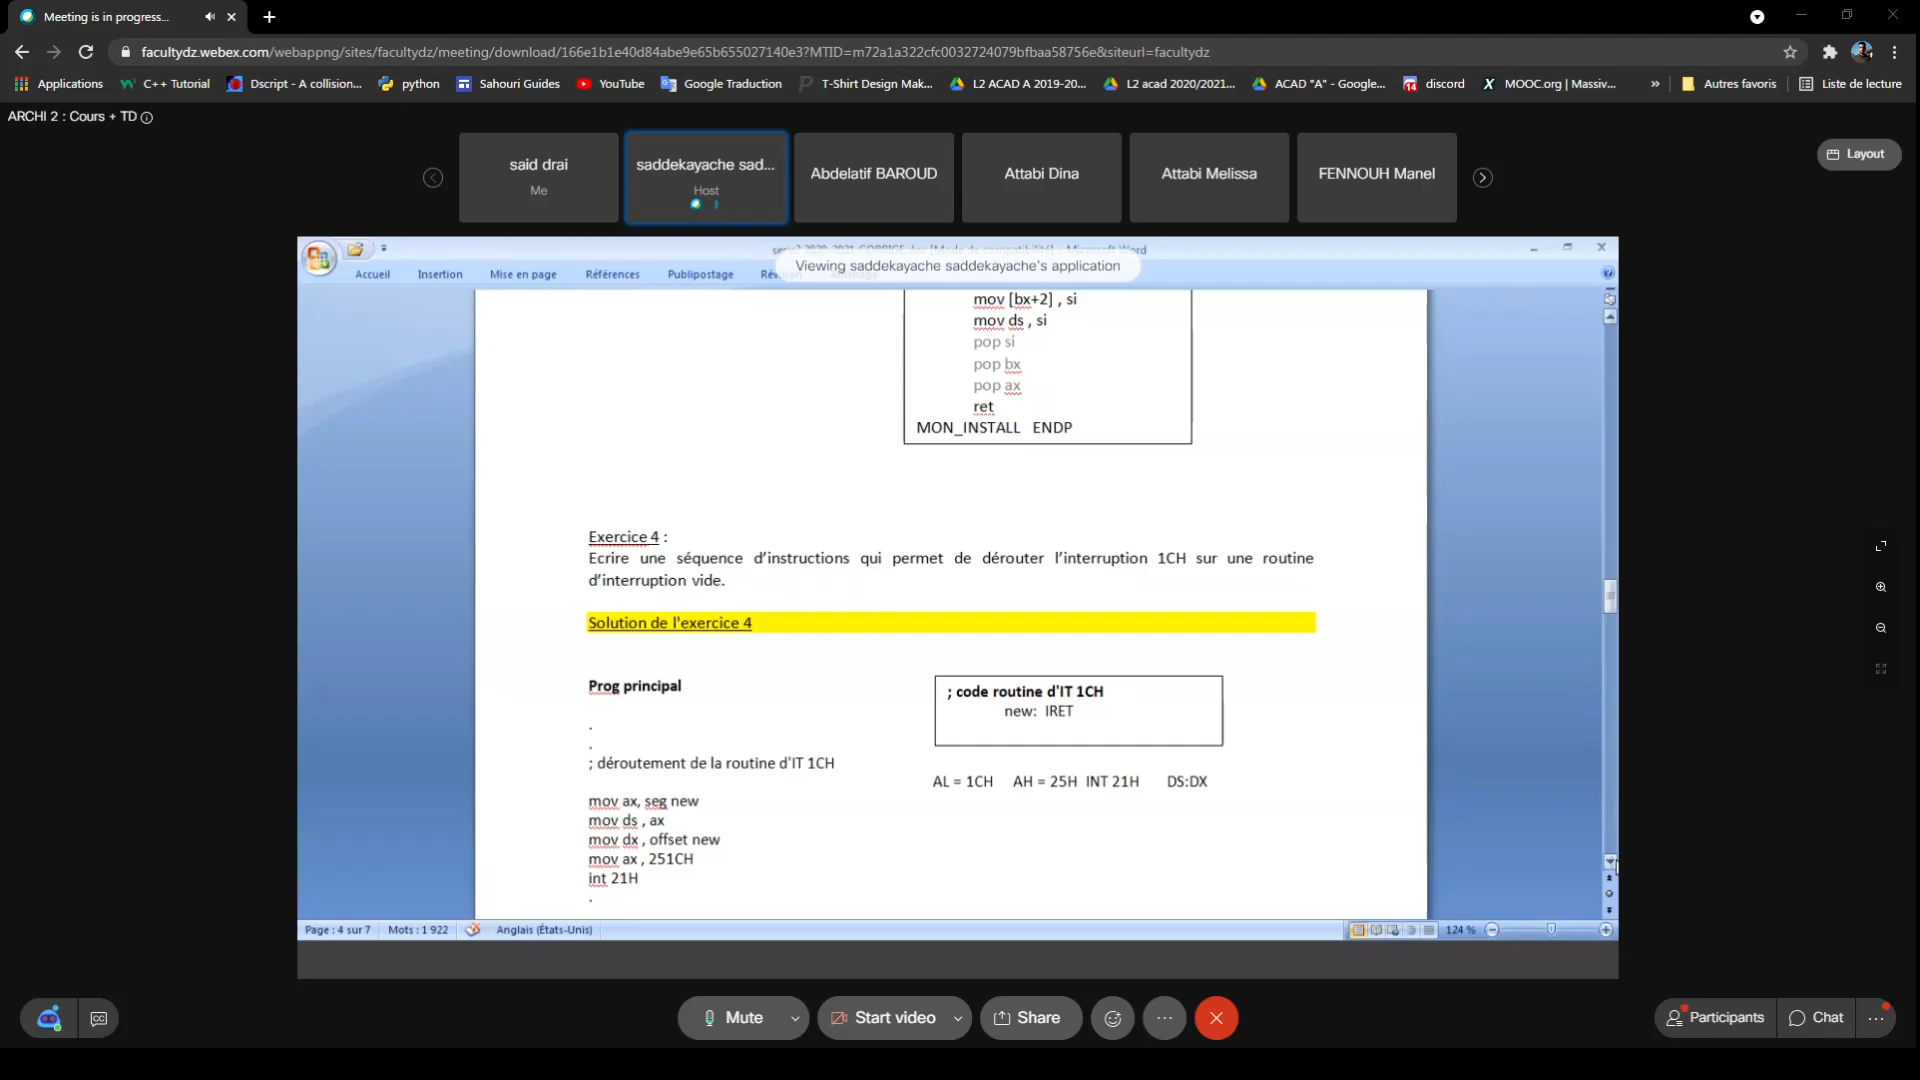 Meeting is in progress...
facultydz.webex.com/webappng/sites/facultydz/meeting/download/166e1b1e40d84abe9e65b655027140e3?MTID=m72a1a322cfc0032724079bfbaa58756e&siteurl=facultydz
Applications C++ Tutorial Dscript - A collision... python Sahouri Guides YouTube Google Traduction T-Shirt Design Mak... L2 ACAD A 2019-20... L2 acad 2020/2021... ACAD "A" - Google... 14 discord MOOC.org | Massiv... » Autres favoris Liste de lecture
ARCHI 2 : Cours + TD
said drai
Me
saddekayache sad...
Host
Abdelatif BAROUD
Attabi Dina
Attabi Melissa
FENNOUH Manel
Layout
Microsoft Word
Viewing saddekayache saddekayache's application
Accueil Insertion Mise en page Références Publipostage
mov [bx+2] , si
mov ds , si
pop si
pop bx
pop ax
ret
MON_INSTALL ENDP
Exercice 4 :
Ecrire une séquence d'instructions qui permet de dérouter l'interruption 1CH sur une routine
d'interruption vide.
Solution de l'exercice 4
Prog principal
.
.
; déroutement de la routine d'IT 1CH
mov ax, seg new
mov ds , ax
mov dx , offset new
mov ax , 251CH
int 21H
.
; code routine d'IT 1CH
new: IRET
AL = 1CH AH = 25H INT 21H DS:DX
Page : 4 sur 7 Mots : 1 922 Anglais (États-Unis) 124 %
Mute Start video Share Participants Chat